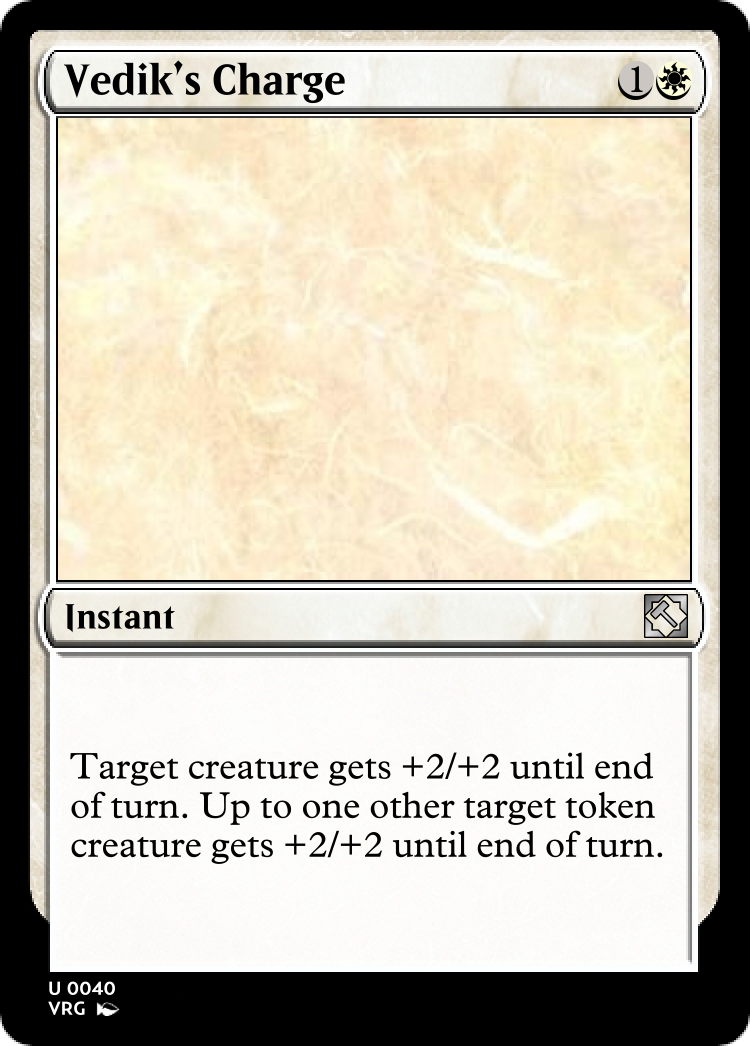 Vedik's Charge 1
Instant
Target creature gets +2/+2 until end
of turn. Up to one other target token
creature gets +2/+2 until end of turn.
U 0040
VRG